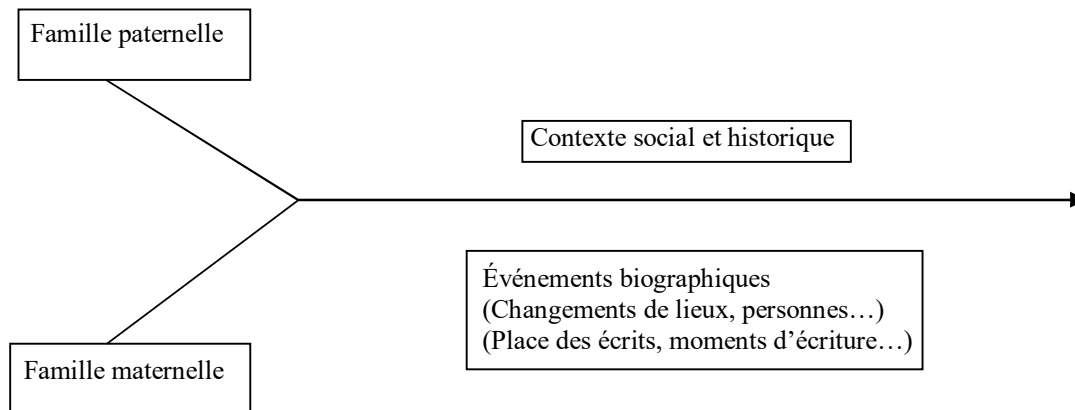 Famille paternelle
Contexte social et historique
Événements biographiques
(Changements de lieux, personnes…)
(Place des écrits, moments d’écriture…)
Famille maternelle